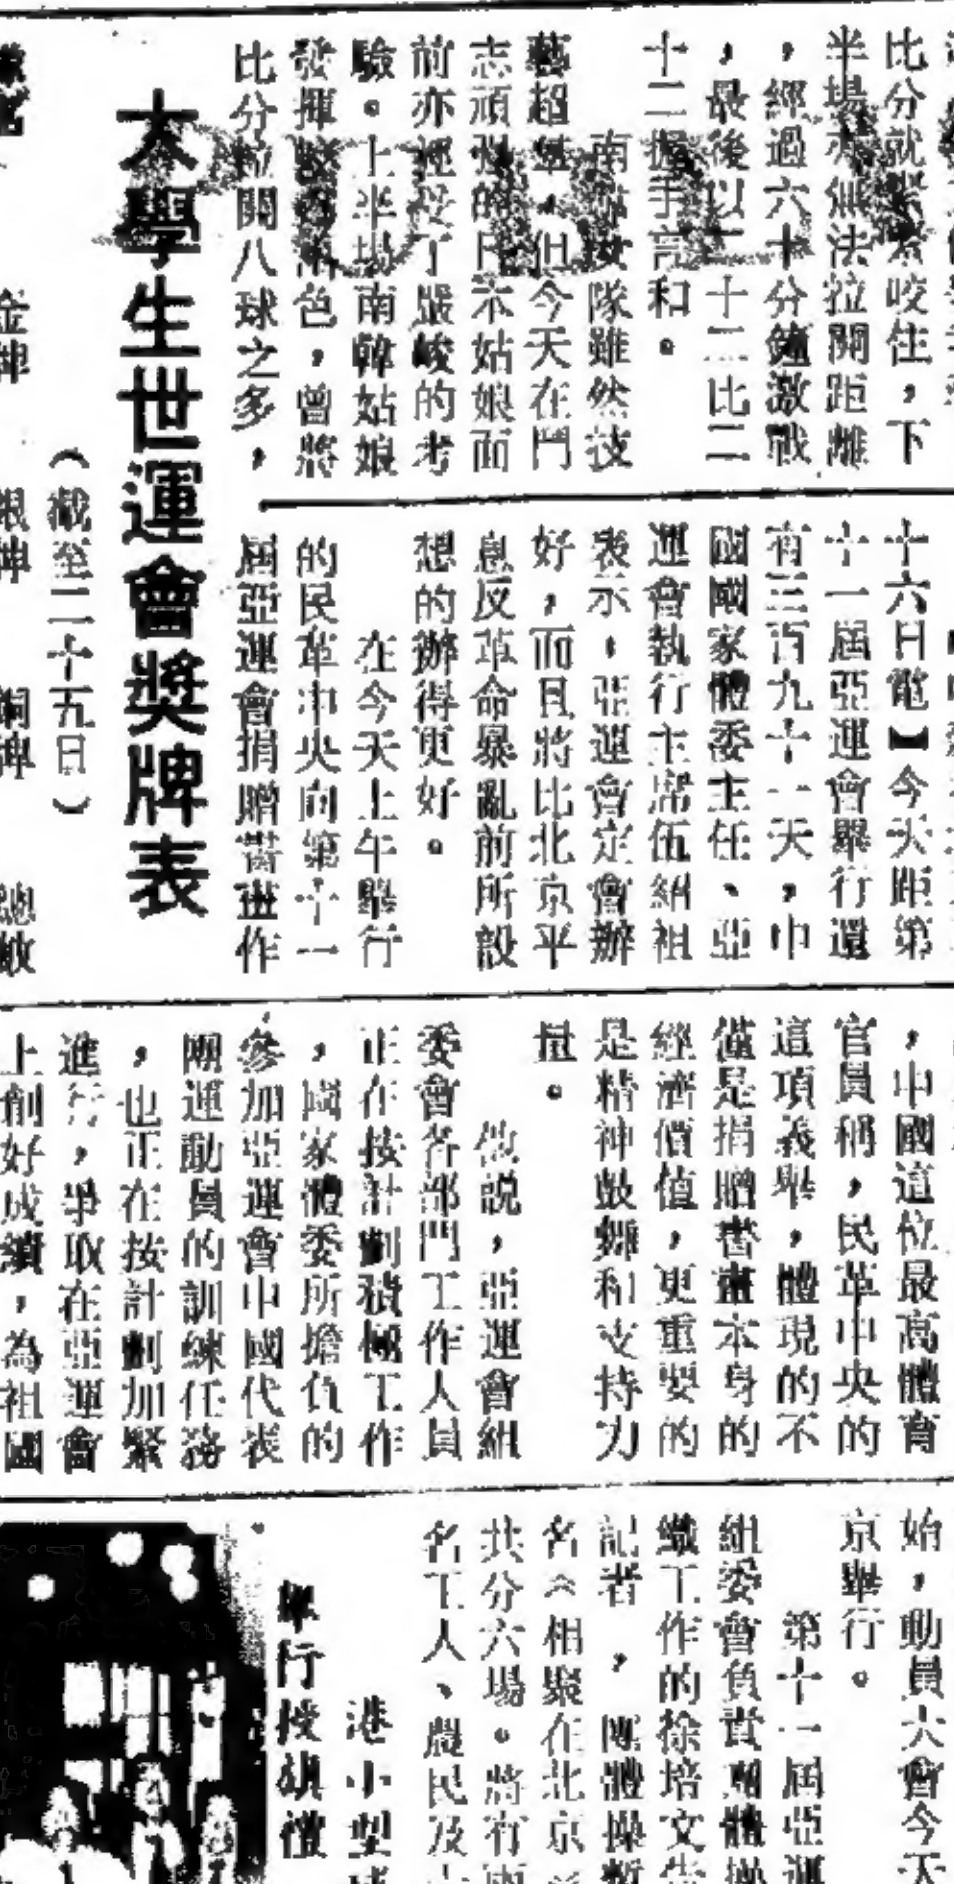 比分就緊緊咬住，下
半場亦無法拉開距離
，經過六十分鐘激戰
，最後以二十二比二
十二握手言和。
南韓女隊雖然技
藝超羣，但今天在鬥
志頑強的日本姑娘面
前亦經受了嚴峻的考
驗。上半場南韓姑娘
發揮出色，曾將
比分拉開八球之多，
十六日電】今天距第
十一屆亞運會舉行還
有三百九十一天，中
國國家體委主任、亞
運會執行主席伍紹祖
表示，亞運會定會辦
好，而且將比北京平
息反革命暴亂前所設
想的辦得更好。
在今天上午舉行
的民革中央向第十一
屆亞運會捐贈書畫作
大學生世運會獎牌表
（截至二十五日）
金牌
銀牌
銅牌
總數
，中國這位最高體育
官員稱，民革中央的
這項義舉，體現的不
僅是捐贈書畫本身的
經濟價值，更重要的
是精神鼓舞和支持力
量。
他說，亞運會組
委會各部門工作人員
正在按計劃積極工作
，國家體委所擔負的
參加亞運會中國代表
團運動員的訓練任務
，也正在按計劃加緊
進行，爭取在亞運會
上創好成績，為祖國
始，動員大會今天
京舉行。
第十一屆亞運
組委會負責團體操
織工作的徐培文告
記者，團體操暫
名《相聚在北京
共分六場。將有兩
名工人、農民及
港小型球
舉行授旗禮